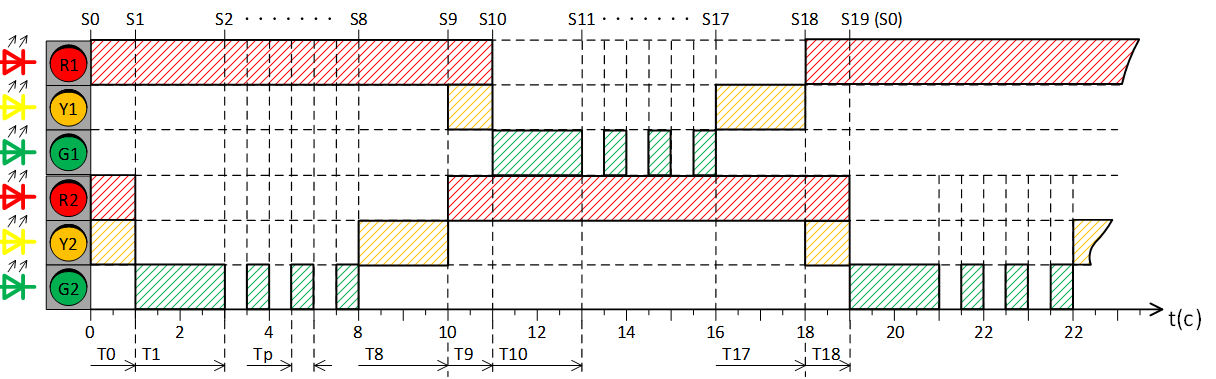 S0 S1 S2 ······· S8 S9 S10 S11 ······· S17 S18 S19 (S0)
R1
Y1
G1
R2
Y2
G2
0 2 4 6 8 10 12 14 16 18 20 22 22 t(c)
T0 T1 Tp T8 T9 T10 T17 T18